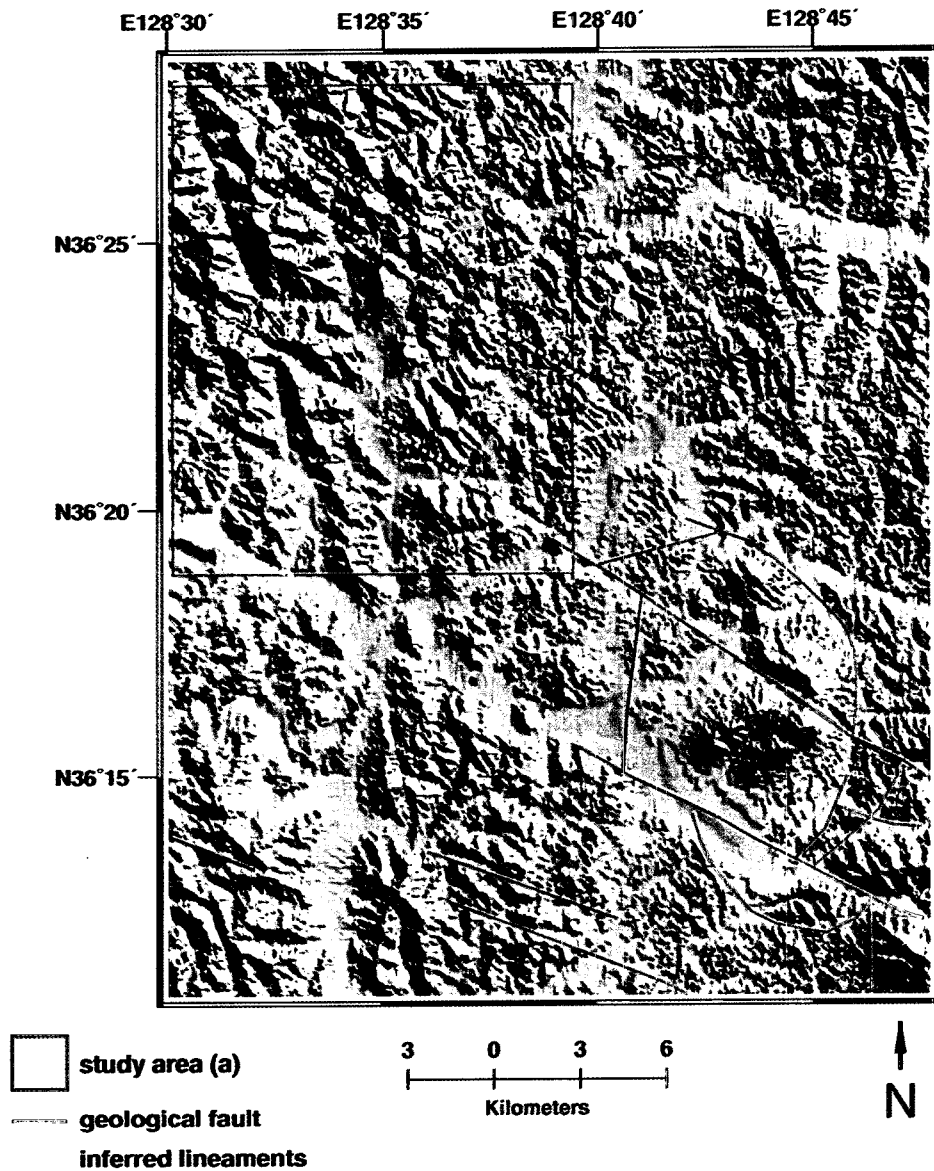 E128°30´ E128°35´ E128°40´ E128°45´
N36°25´
N36°20´
N36°15´
study area (a)
geological fault
inferred lineaments
3 0 3 6
Kilometers
N